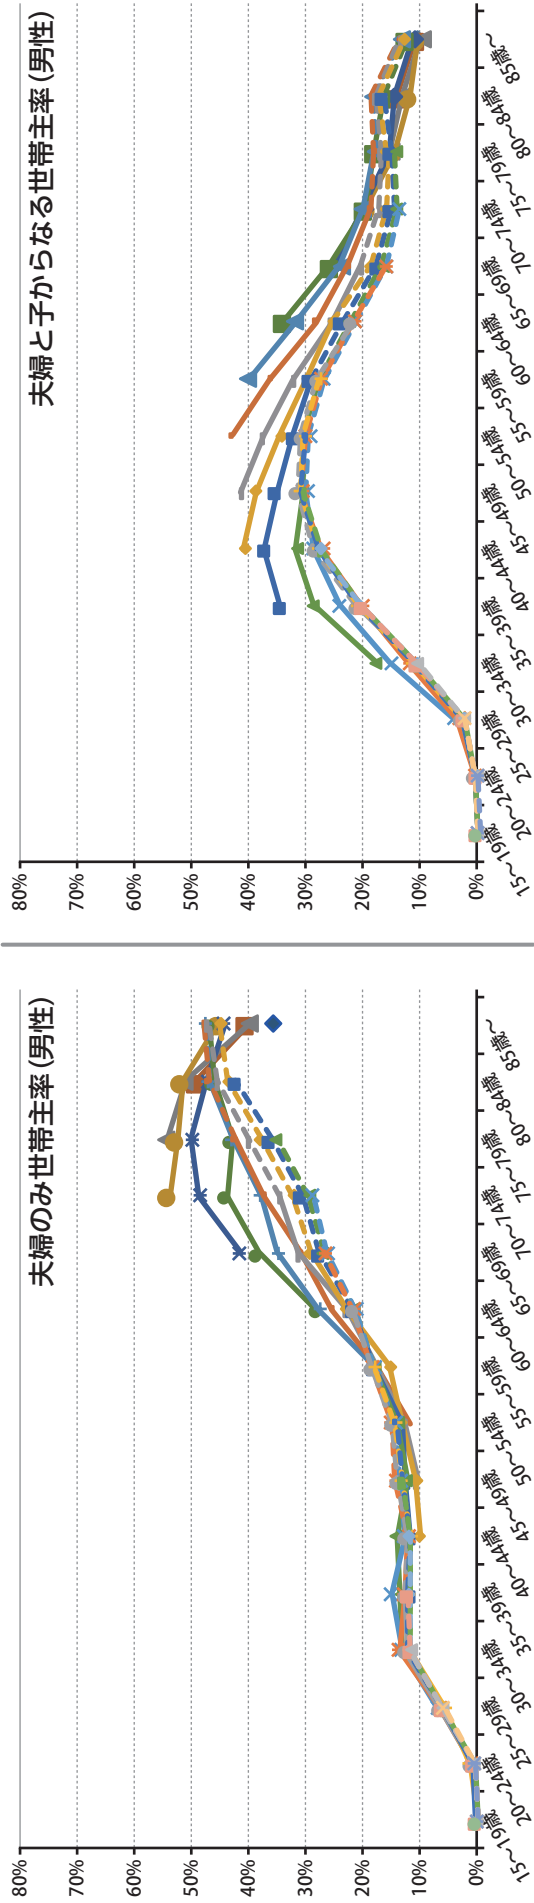 夫婦のみ世帯主率（男性）
80%
70%
60%
50%
40%
30%
20%
10%
0%
15～19歳
20～24歳
25～29歳
30～34歳
35～39歳
40～44歳
45～49歳
50～54歳
55～59歳
60～64歳
65～69歳
70～74歳
75～79歳
80～84歳
85歳～
夫婦と子からなる世帯主率（男性）
80%
70%
60%
50%
40%
30%
20%
10%
0%
15～19歳
20～24歳
25～29歳
30～34歳
35～39歳
40～44歳
45～49歳
50～54歳
55～59歳
60～64歳
65～69歳
70～74歳
75～79歳
80～84歳
85歳～